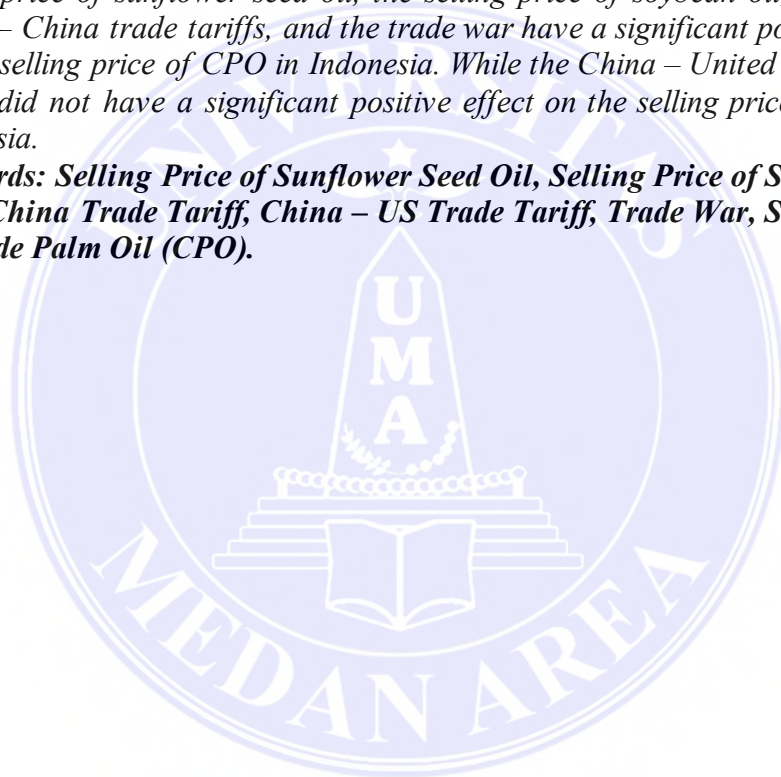 price of sunflower seed oil, the selling price of soybean oil,
– China trade tariffs, and the trade war have a significant po
selling price of CPO in Indonesia. While the China – United
did not have a significant positive effect on the selling price
sia.
rds: Selling Price of Sunflower Seed Oil, Selling Price of S
China Trade Tariff, China – US Trade Tariff, Trade War, S
de Palm Oil (CPO).
UNIVERSITAS
UMA
MEDAN AREA